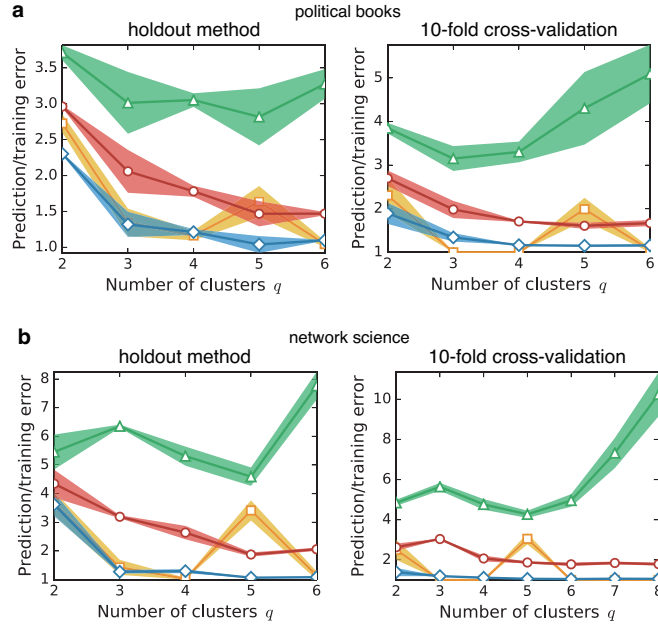 a
political books
holdout method
10-fold cross-validation
Prediction/training error
3.5
3.0
2.5
2.0
1.5
1.0
2 3 4 5 6
Number of clusters q
Prediction/training error
5
4
3
2
1
2 3 4 5 6
Number of clusters q
b
network science
holdout method
10-fold cross-validation
Prediction/training error
8
7
6
5
4
3
2
1
2 3 4 5 6
Number of clusters q
Prediction/training error
10
8
6
4
2
2 3 4 5 6 7 8
Number of clusters q